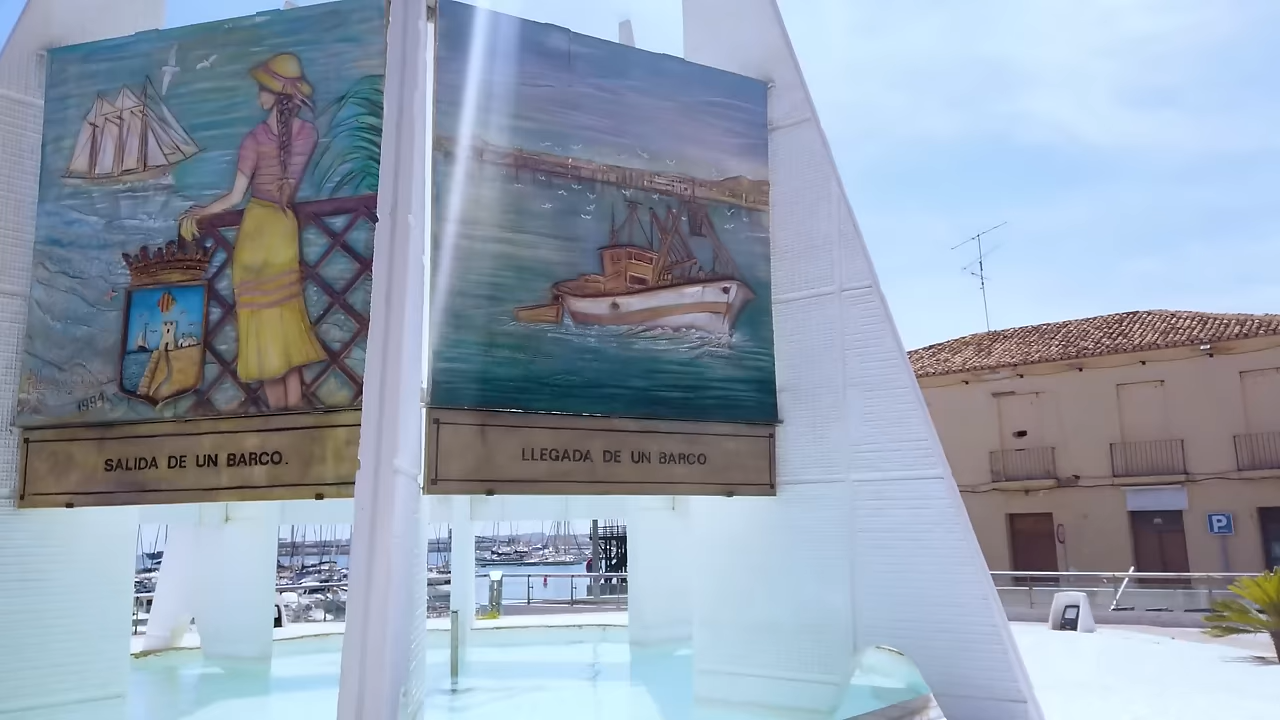 1994
SALIDA DE UN BARCO.
LLEGADA DE UN BARCO
P